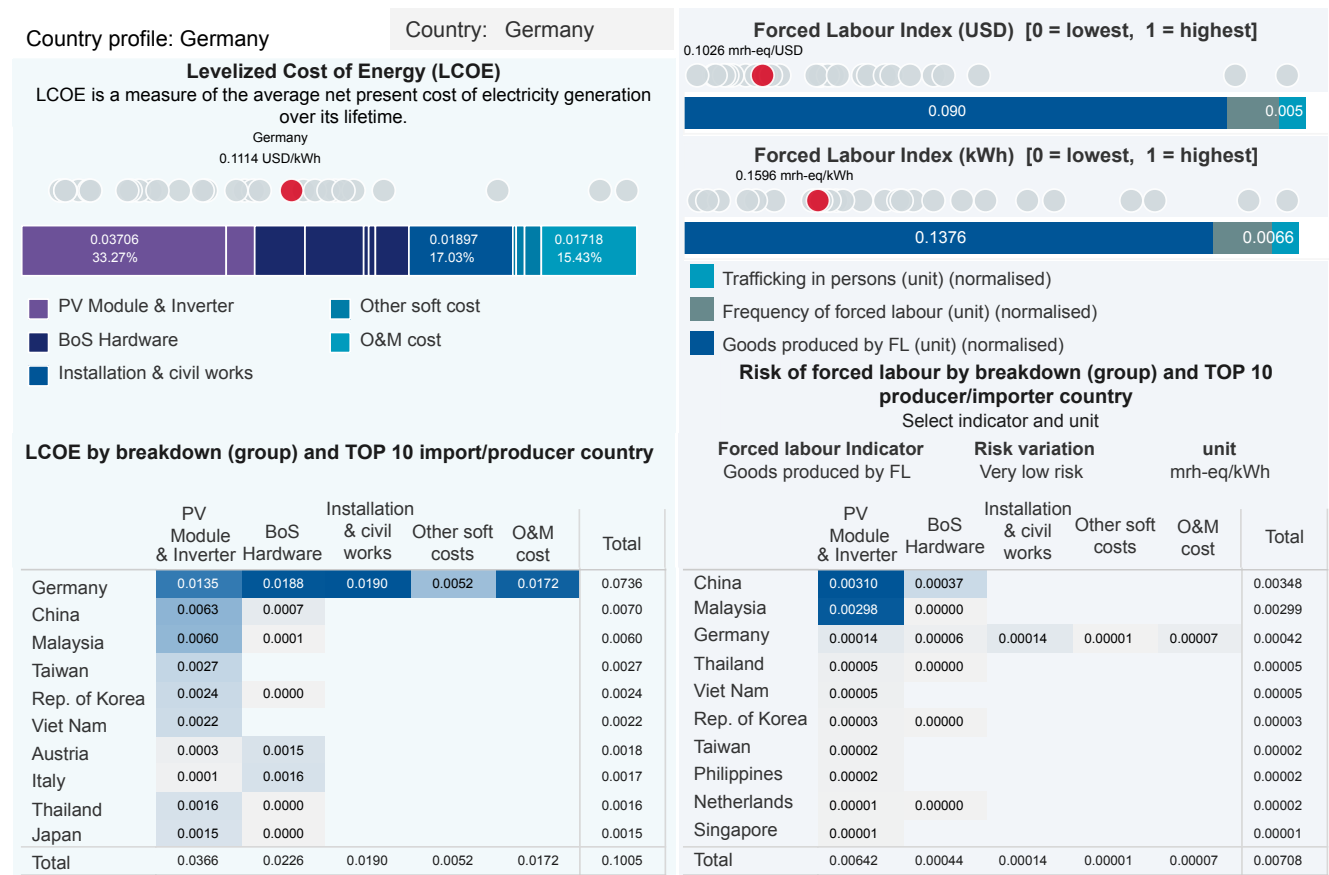 Country profile: Germany
Country: Germany
Levelized Cost of Energy (LCOE)
LCOE is a measure of the average net present cost of electricity generation
over its lifetime.
Germany
0.1114 USD/kWh
0.03706
33.27%
0.01897
17.03%
0.01718
15.43%
PV Module & Inverter
Other soft cost
BoS Hardware
O&M cost
Installation & civil works
LCOE by breakdown (group) and TOP 10 import/producer country
PV Module & Inverter BoS Hardware Installation & civil works Other soft costs O&M cost Total
Germany 0.0135 0.0188 0.0190 0.0052 0.0172 0.0736
China 0.0063 0.0007 0.0070
Malaysia 0.0060 0.0001 0.0060
Taiwan 0.0027 0.0027
Rep. of Korea 0.0024 0.0000 0.0024
Viet Nam 0.0022 0.0022
Austria 0.0003 0.0015 0.0018
Italy 0.0001 0.0016 0.0017
Thailand 0.0016 0.0000 0.0016
Japan 0.0015 0.0000 0.0015
Total 0.0366 0.0226 0.0190 0.0052 0.0172 0.1005
Forced Labour Index (USD) [0 = lowest, 1 = highest]
0.1026 mrh-eq/USD
0.090 0.005
Forced Labour Index (kWh) [0 = lowest, 1 = highest]
0.1596 mrh-eq/kWh
0.1376 0.0066
Trafficking in persons (unit) (normalised)
Frequency of forced labour (unit) (normalised)
Goods produced by FL (unit) (normalised)
Risk of forced labour by breakdown (group) and TOP 10
producer/importer country
Select indicator and unit
Forced labour Indicator Risk variation unit
Goods produced by FL Very low risk mrh-eq/kWh
PV Module & Inverter BoS Hardware Installation & civil works Other soft costs O&M cost Total
China 0.00310 0.00037 0.00348
Malaysia 0.00298 0.00000 0.00299
Germany 0.00014 0.00006 0.00014 0.00001 0.00007 0.00042
Thailand 0.00005 0.00000 0.00005
Viet Nam 0.00005 0.00005
Rep. of Korea 0.00003 0.00000 0.00003
Taiwan 0.00002 0.00002
Philippines 0.00002 0.00002
Netherlands 0.00001 0.00000 0.00002
Singapore 0.00001 0.00001
Total 0.00642 0.00044 0.00014 0.00001 0.00007 0.00708